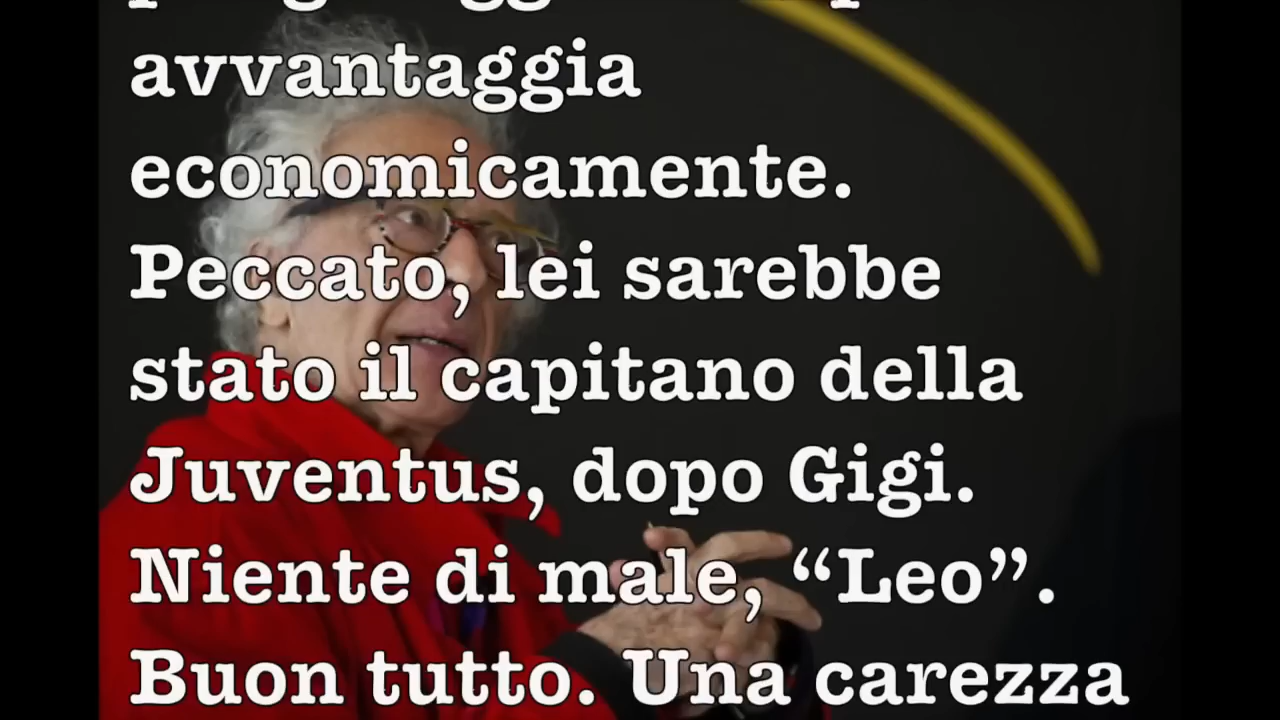 avvantaggia
economicamente.
Peccato, lei sarebbe
stato il capitano della
Juventus, dopo Gigi.
Niente di male, “Leo”.
Buon tutto. Una carezza